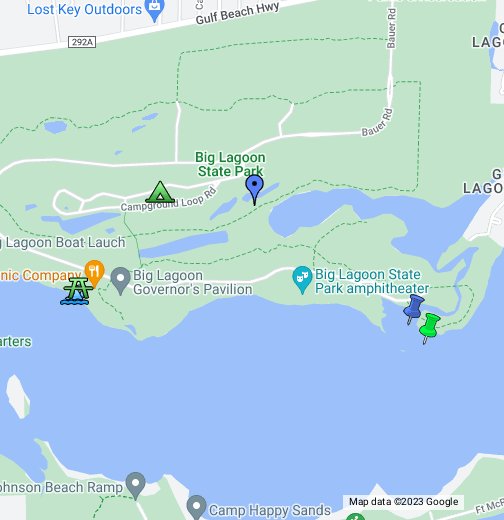 Lost Key Outdoors
Gulf Beach Hwy
292A
Bauer Rd
G
LAGO
Bauer Rd
Big Lagoon
State Park
G
LAGO
Campground Loop Rd
g Lagoon Boat Lauch
nic Company
Big Lagoon
Governor's Pavilion
Big Lagoon State
Park amphitheater
arters
ohnson Beach Ramp
Camp Happy Sands
Map data ©2023 Google
Ft McR